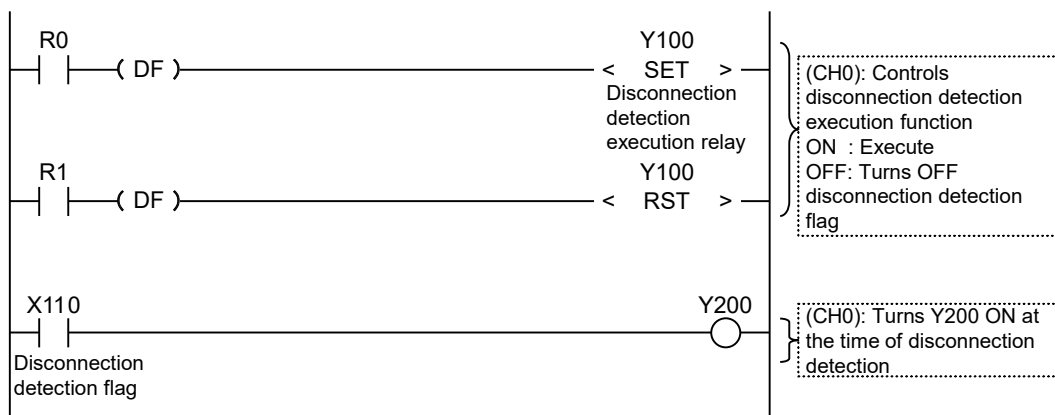 R0
( DF )
Y100
< SET >
Disconnection
detection
execution relay
(CH0): Controls
disconnection detection
execution function
ON : Execute
OFF: Turns OFF
disconnection detection
flag
R1
( DF )
Y100
< RST >
X110
Disconnection
detection flag
Y200
(CH0): Turns Y200 ON at
the time of disconnection
detection